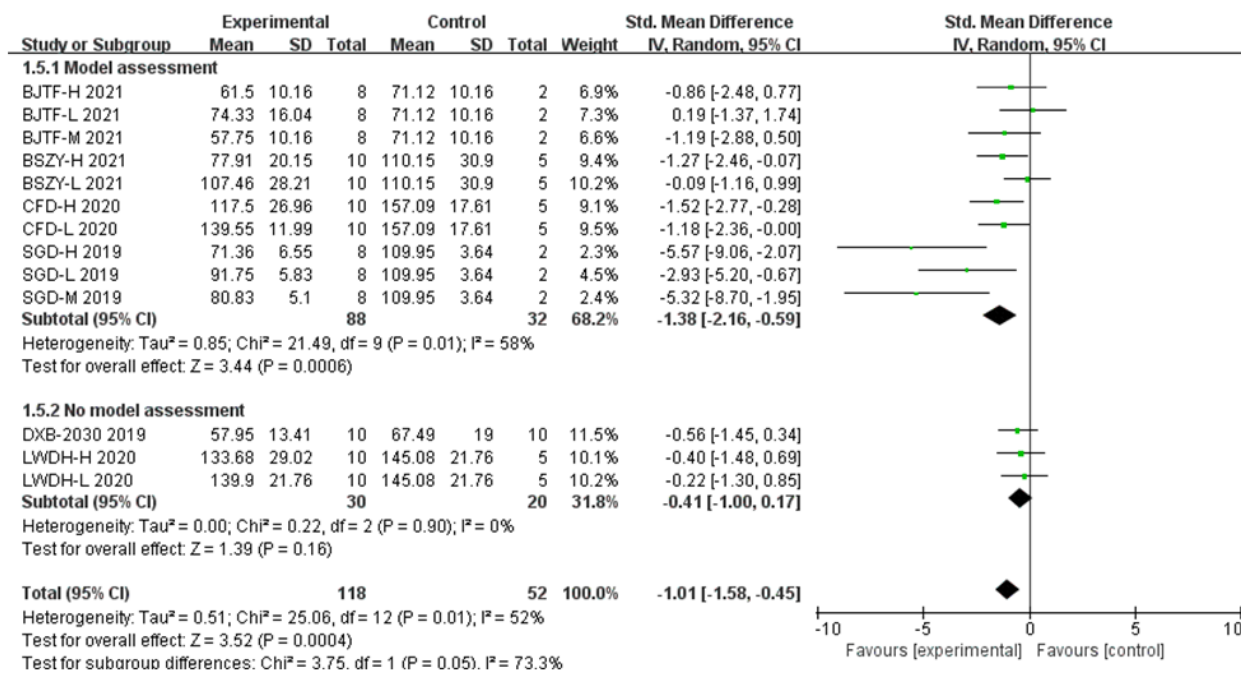 Experimental Control Std. Mean Difference Std. Mean Difference
Study or Subgroup Mean SD Total Mean SD Total Weight IV, Random, 95% CI IV, Random, 95% CI
1.5.1 Model assessment
BJTF-H 2021 61.5 10.16 8 71.12 10.16 2 6.9% -0.86 [-2.48, 0.77]
BJTF-L 2021 74.33 16.04 8 71.12 10.16 2 7.3% 0.19 [-1.37, 1.74]
BJTF-M 2021 57.75 10.16 8 71.12 10.16 2 6.6% -1.19 [-2.88, 0.50]
BSZY-H 2021 77.91 20.15 10 110.15 30.9 5 9.4% -1.27 [-2.46, -0.07]
BSZY-L 2021 107.46 28.21 10 110.15 30.9 5 10.2% -0.09 [-1.16, 0.99]
CFD-H 2020 117.5 26.96 10 157.09 17.61 5 9.1% -1.52 [-2.77, -0.28]
CFD-L 2020 139.55 11.99 10 157.09 17.61 5 9.5% -1.18 [-2.36, -0.00]
SGD-H 2019 71.36 6.55 8 109.95 3.64 2 2.3% -5.57 [-9.06, -2.07]
SGD-L 2019 91.75 5.83 8 109.95 3.64 2 4.5% -2.93 [-5.20, -0.67]
SGD-M 2019 80.83 5.1 8 109.95 3.64 2 2.4% -5.32 [-8.70, -1.95]
Subtotal (95% CI) 88 32 68.2% -1.38 [-2.16, -0.59]
Heterogeneity: Tau² = 0.85; Chi² = 21.49, df = 9 (P = 0.01); I² = 58%
Test for overall effect: Z = 3.44 (P = 0.0006)
1.5.2 No model assessment
DXB-2030 2019 57.95 13.41 10 67.49 19 10 11.5% -0.56 [-1.45, 0.34]
LWDH-H 2020 133.68 29.02 10 145.08 21.76 5 10.1% -0.40 [-1.48, 0.69]
LWDH-L 2020 139.9 21.76 10 145.08 21.76 5 10.2% -0.22 [-1.30, 0.85]
Subtotal (95% CI) 30 20 31.8% -0.41 [-1.00, 0.17]
Heterogeneity: Tau² = 0.00; Chi² = 0.22, df = 2 (P = 0.90); I² = 0%
Test for overall effect: Z = 1.39 (P = 0.16)
Total (95% CI) 118 52 100.0% -1.01 [-1.58, -0.45]
Heterogeneity: Tau² = 0.51; Chi² = 25.06, df = 12 (P = 0.01); I² = 52%
Test for overall effect: Z = 3.52 (P = 0.0004)
Test for subgroup differences: Chi² = 3.75, df = 1 (P = 0.05), I² = 73.3%
-10 -5 0 5 10
Favours [experimental] Favours [control]